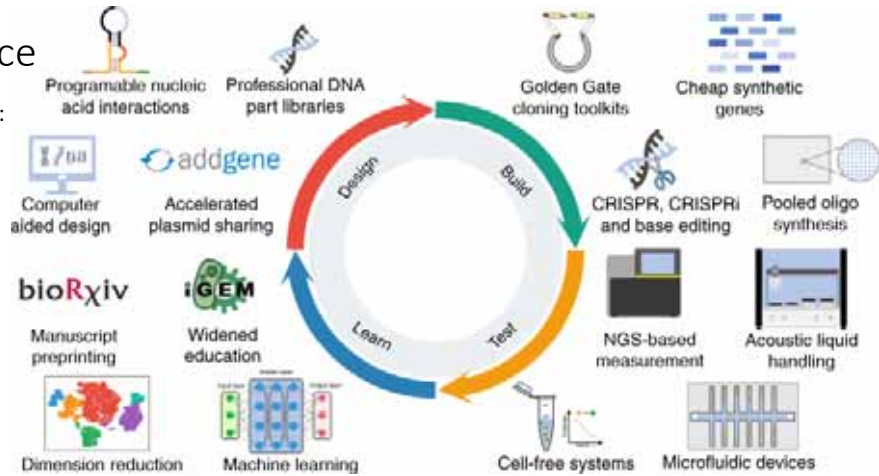 ce
:
Programable nucleic
acid interactions
Professional DNA
part libraries
Golden Gate
cloning toolkits
Cheap synthetic
genes
Computer
aided design
addgene
Accelerated
plasmid sharing
Design
Build
CRISPR, CRISPRi
and base editing
Pooled oligo
synthesis
bioRχiv
Manuscript
preprinting
iGEM
Widened
education
Learn
Test
NGS-based
measurement
Acoustic liquid
handling
Dimension reduction
Machine learning
Cell-free systems
Microfluidic devices